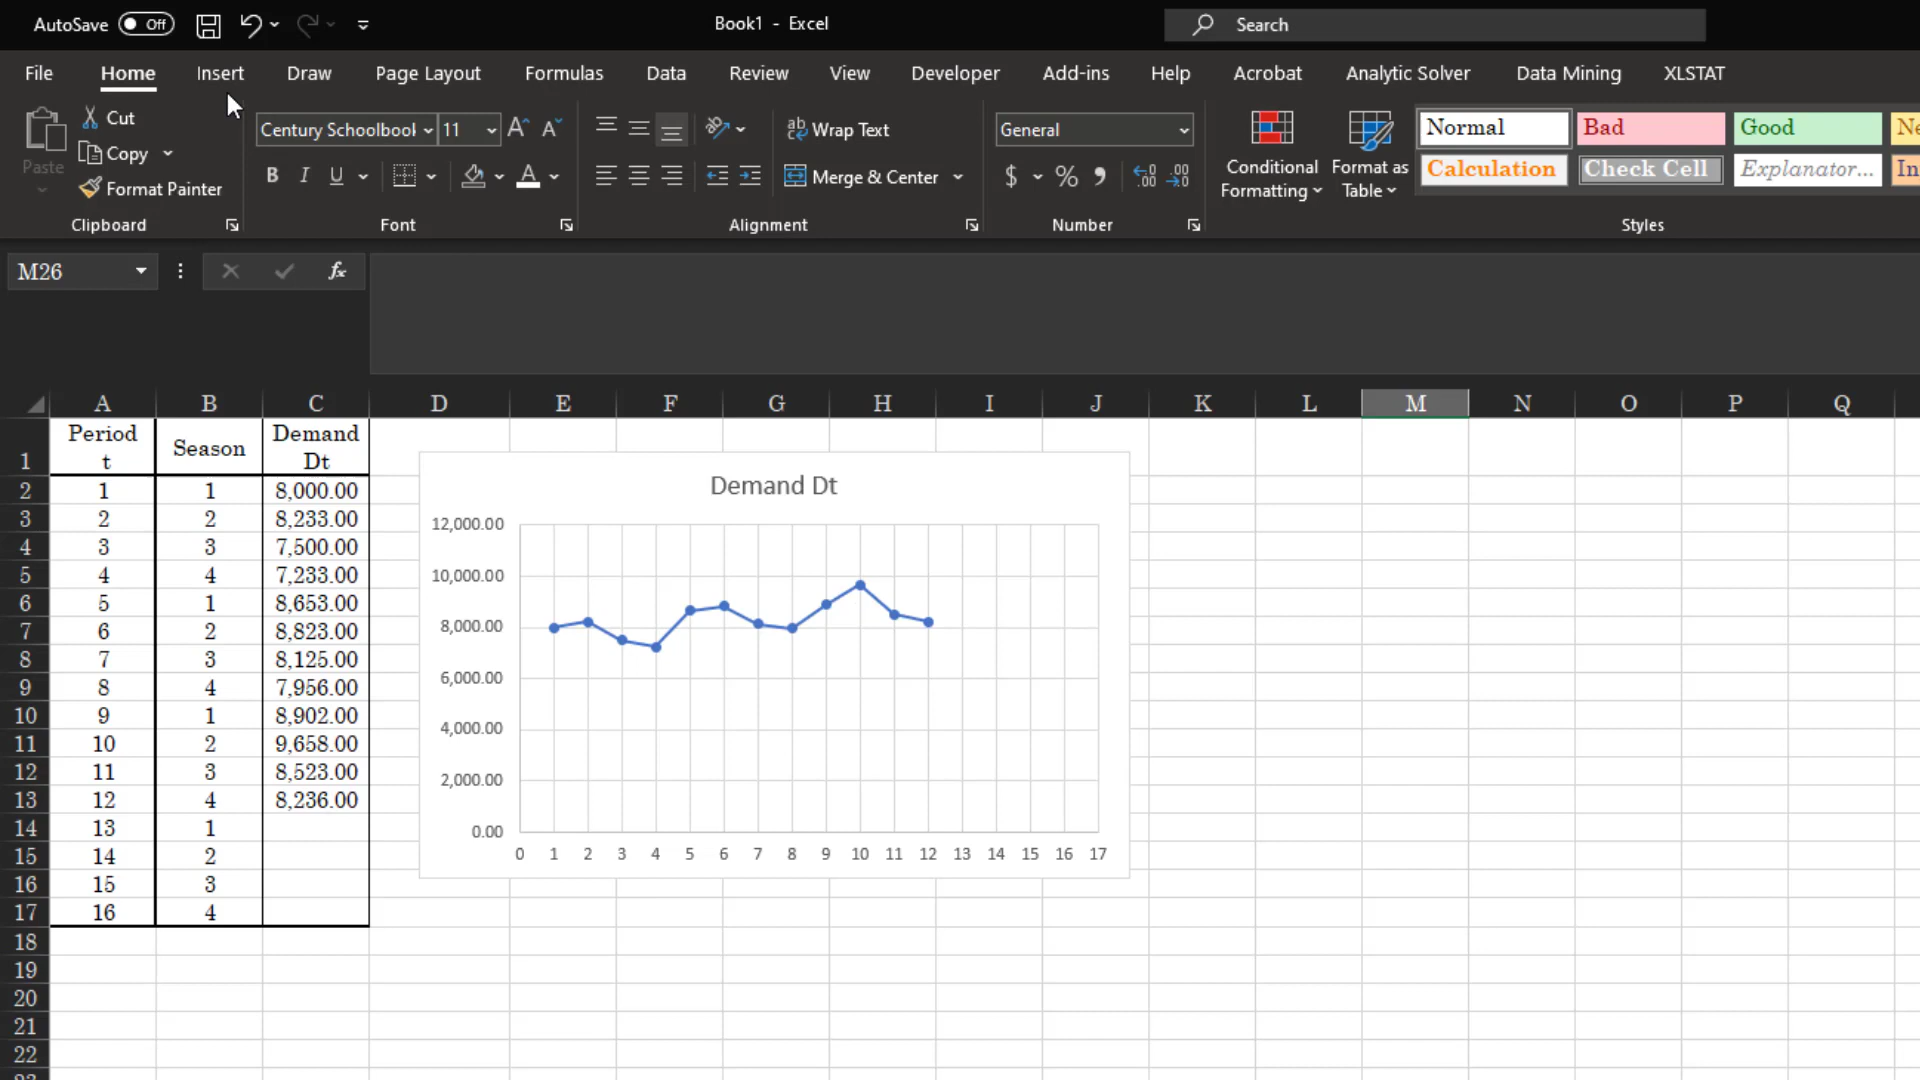 AutoSave Off Book1 - Excel Search
File Home Insert Draw Page Layout Formulas Data Review View Developer Add-ins Help Acrobat Analytic Solver Data Mining XLSTAT
Paste
Cut
Copy
Format Painter
Clipboard
Century Schoolbook 11
B I U
Font
Wrap Text
Merge & Center
Alignment
General
$ %
Number
Conditional Formatting
Format as Table
Normal Bad Good
Calculation Check Cell Explanator...
Styles
M26 fx
A B C D E F G H I J K L M N O P Q
1 Period t Season Demand Dt
2 1 1 8,000.00
3 2 2 8,233.00
4 3 3 7,500.00
5 4 4 7,233.00
6 5 1 8,653.00
7 6 2 8,823.00
8 7 3 8,125.00
9 8 4 7,956.00
10 9 1 8,902.00
11 10 2 9,658.00
12 11 3 8,523.00
13 12 4 8,236.00
14 13 1
15 14 2
16 15 3
17 16 4
18
19
20
21
22
Demand Dt
12,000.00
10,000.00
8,000.00
6,000.00
4,000.00
2,000.00
0.00
0 1 2 3 4 5 6 7 8 9 10 11 12 13 14 15 16 17